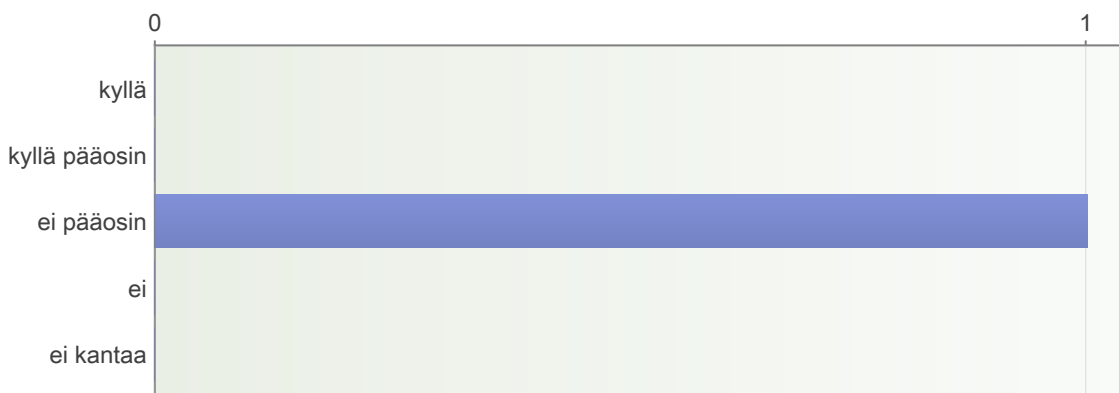 0 1
kyllä
kyllä pääosin
ei pääosin
ei
ei kantaa